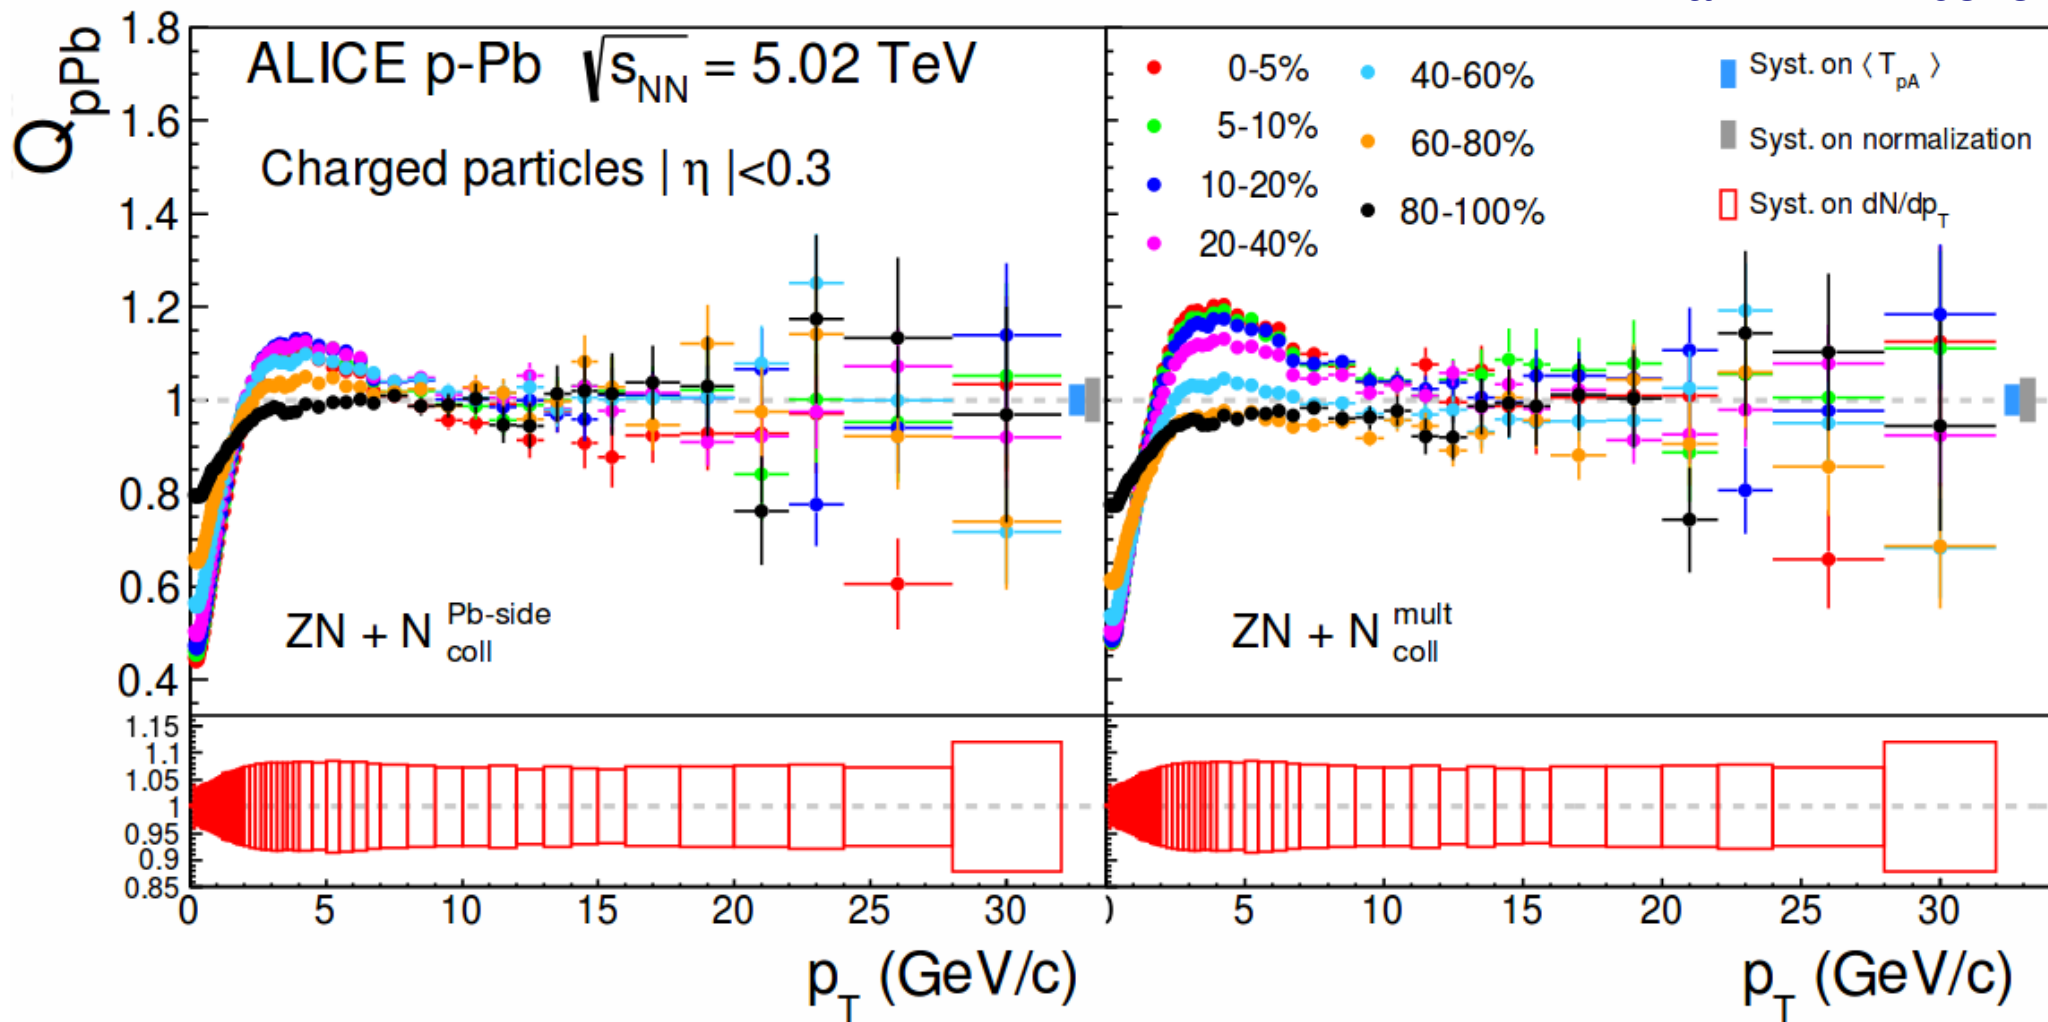 Q_pPb
1.8
1.6
1.4
1.2
1
0.8
0.6
0.4
ALICE p-Pb √s_NN = 5.02 TeV
Charged particles | η |<0.3
ZN + N_coll^Pb-side
0-5%
5-10%
10-20%
20-40%
40-60%
60-80%
80-100%
Syst. on ⟨ T_pA ⟩
Syst. on normalization
Syst. on dN/dp_T
ZN + N_coll^mult
1.15
1.1
1.05
1
0.95
0.9
0.85
0 5 10 15 20 25 30
5 10 15 20 25 30
p_T (GeV/c)
p_T (GeV/c)